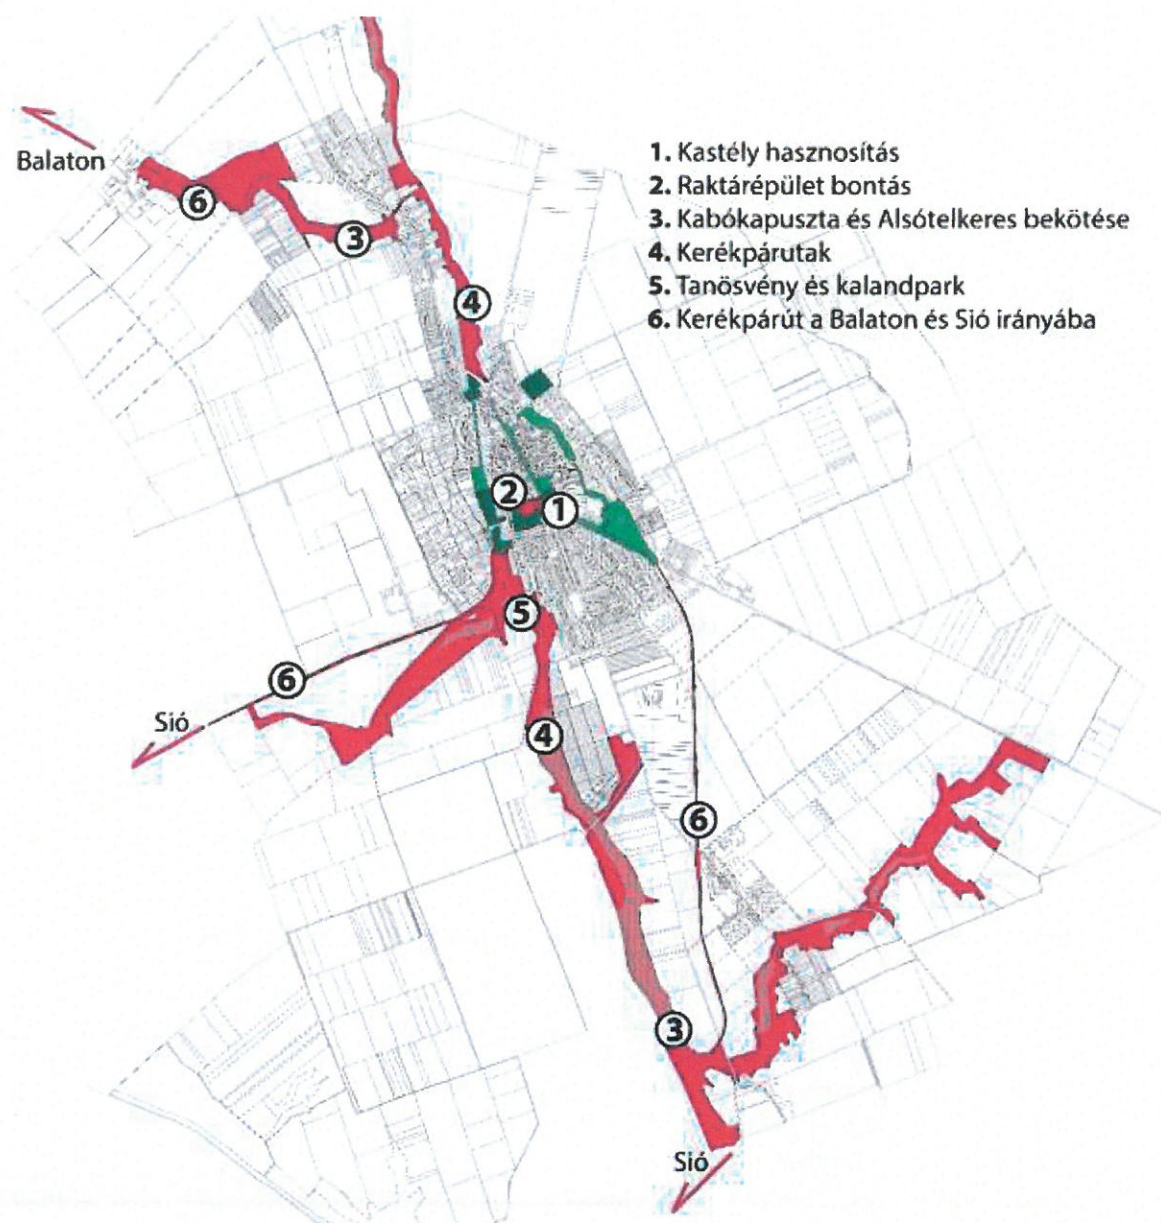 Balaton
1. Kastély hasznosítás
2. Raktárépület bontás
3. Kabókapuszta és Alsótelkeres bekötése
4. Kerékpárutak
5. Tanösvény és kalandpark
6. Kerékpárút a Balaton és Sió irányába
6
3
4
2
1
5
6
Sió
4
6
3
Sió